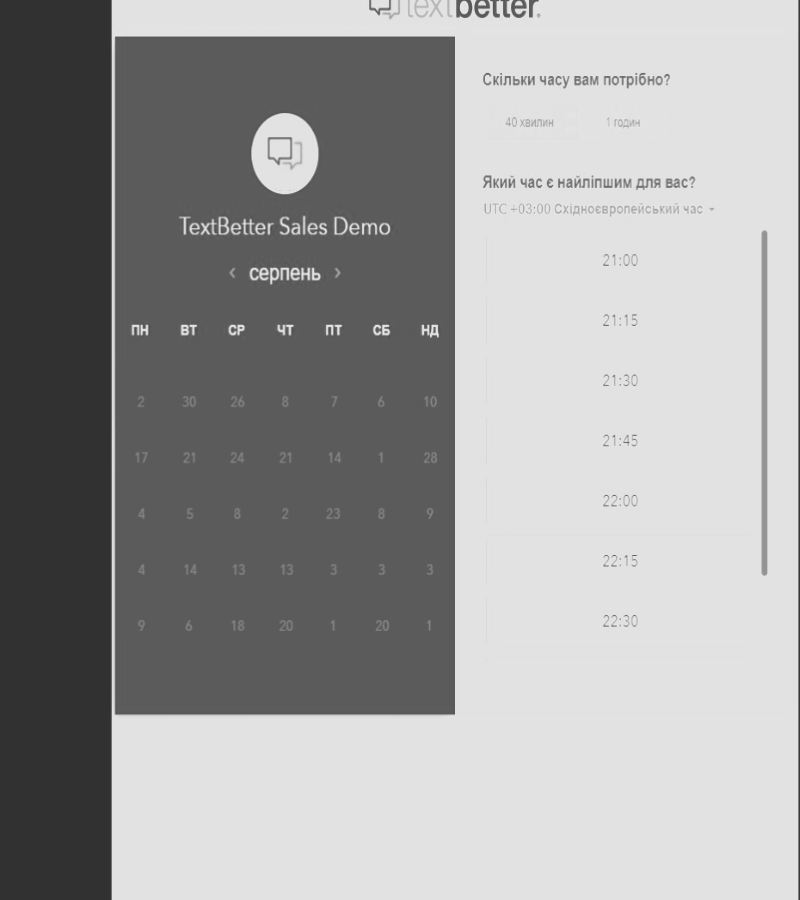 textbetter.
TextBetter Sales Demo
‹ серпень ›
ПН ВТ СР ЧТ ПТ СБ НД
2 30 26 8 7 6 10
17 21 24 21 14 1 28
4 5 8 2 23 8 9
4 14 13 13 3 3 3
9 6 18 20 1 20 1
Скільки часу вам потрібно?
40 хвилин 1 годин
Який час є найліпшим для вас?
UTC +03:00 Східноєвропейський час
21:00
21:15
21:30
21:45
22:00
22:15
22:30